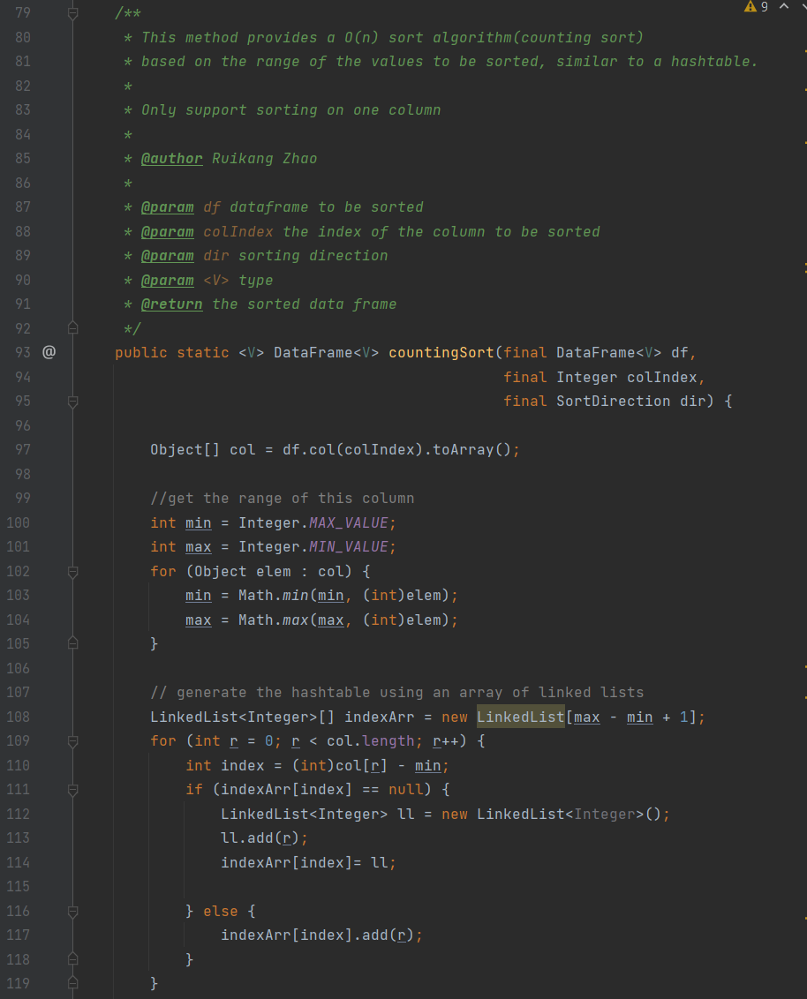 9
79 /**
80 * This method provides a O(n) sort algorithm(counting sort)
81 * based on the range of the values to be sorted, similar to a hashtable.
82 *
83 * Only support sorting on one column
84 *
85 * @author Ruikang Zhao
86 *
87 * @param df dataframe to be sorted
88 * @param colIndex the index of the column to be sorted
89 * @param dir sorting direction
90 * @param <V> type
91 * @return the sorted data frame
92 */
93 @ public static <V> DataFrame<V> countingSort(final DataFrame<V> df,
94 final Integer colIndex,
95 final SortDirection dir) {
96
97 Object[] col = df.col(colIndex).toArray();
98
99 //get the range of this column
100 int min = Integer.MAX_VALUE;
101 int max = Integer.MIN_VALUE;
102 for (Object elem : col) {
103 min = Math.min(min, (int)elem);
104 max = Math.max(max, (int)elem);
105 }
106
107 // generate the hashtable using an array of linked lists
108 LinkedList<Integer>[] indexArr = new LinkedList[max - min + 1];
109 for (int r = 0; r < col.length; r++) {
110 int index = (int)col[r] - min;
111 if (indexArr[index] == null) {
112 LinkedList<Integer> ll = new LinkedList<Integer>();
113 ll.add(r);
114 indexArr[index]= ll;
115
116 } else {
117 indexArr[index].add(r);
118 }
119 }